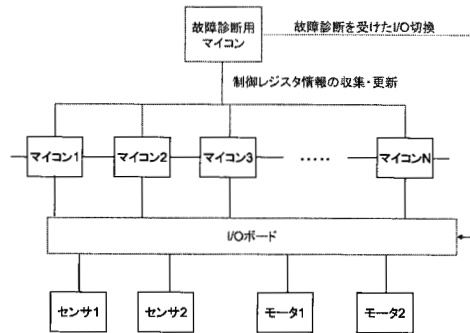 故障診断用
マイコン
故障診断を受けたI/O切換
制御レジスタ情報の収集・更新
マイコン1
マイコン2
マイコン3
・・・・・
マイコンN
I/Oボード
センサ1
センサ2
モータ1
モータ2